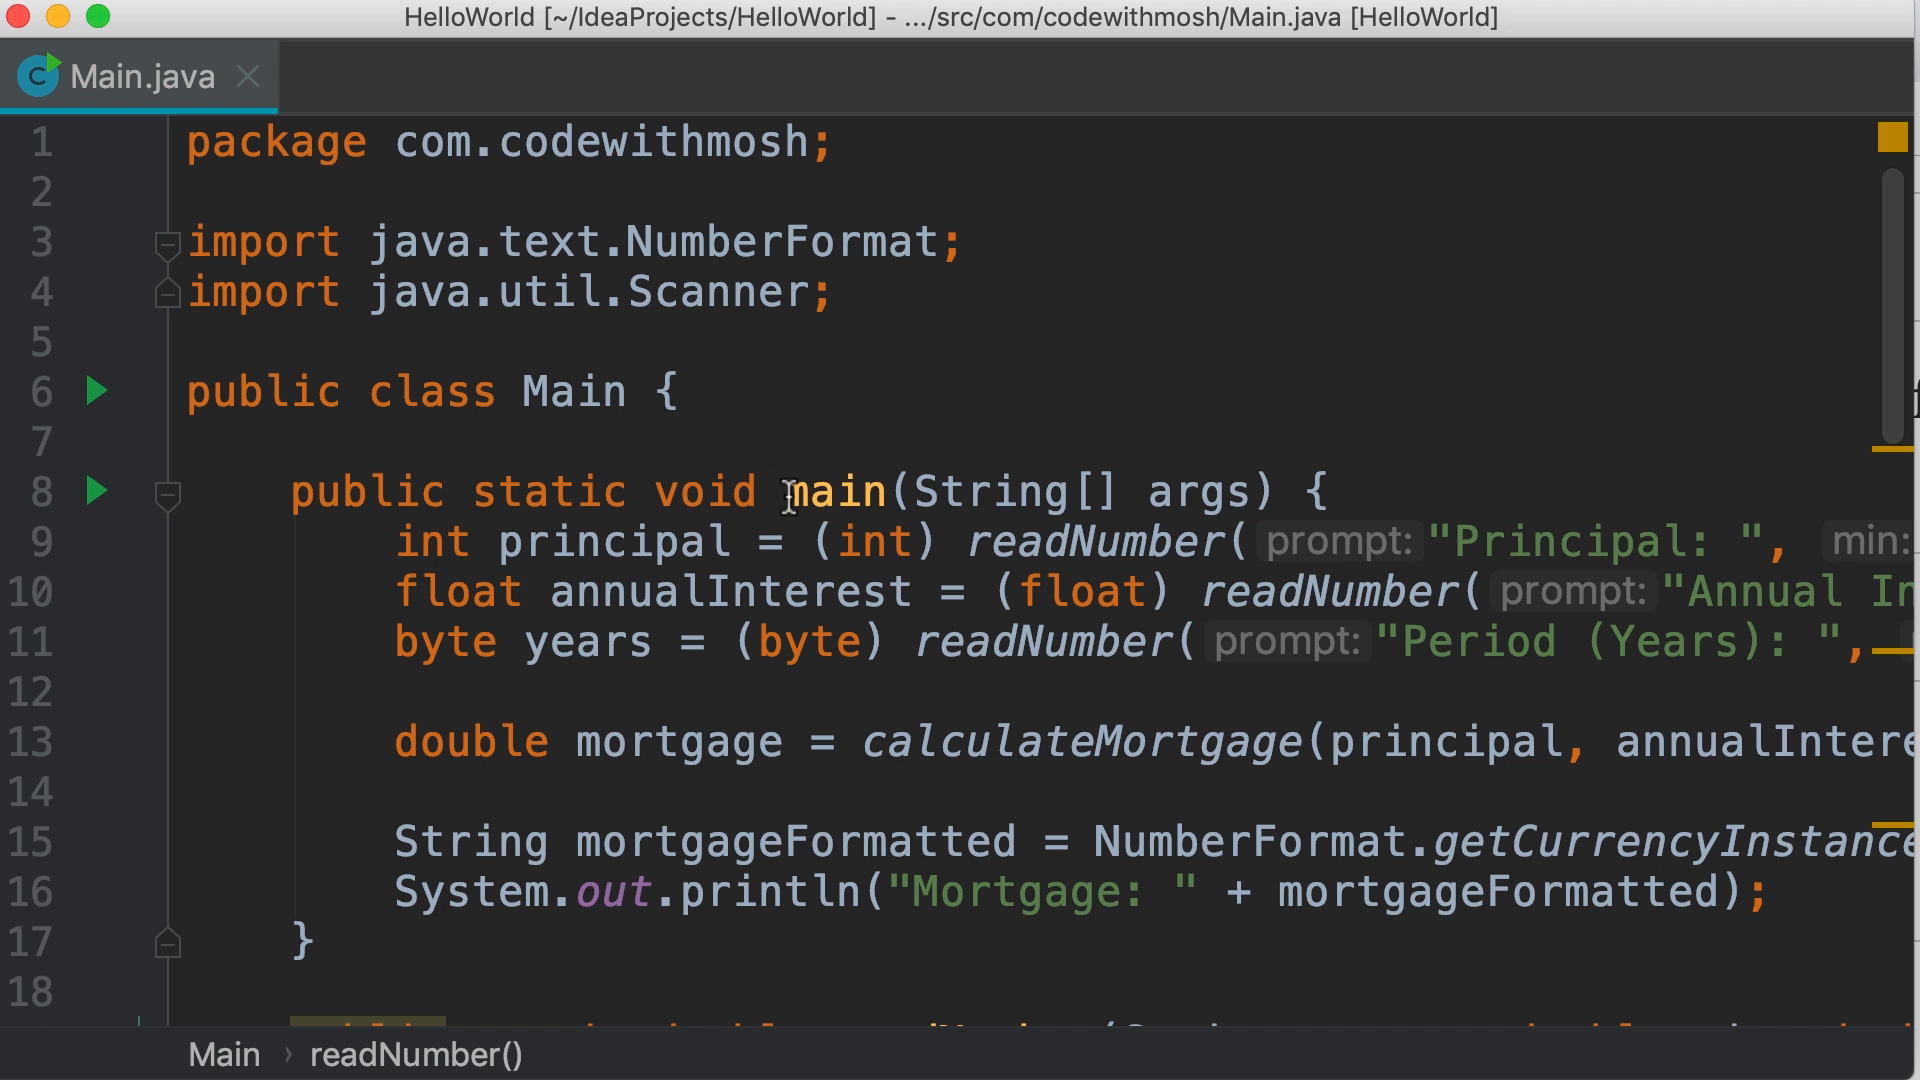 HelloWorld [~/IdeaProjects/HelloWorld] - .../src/com/codewithmosh/Main.java [HelloWorld]
C Main.java
1 package com.codewithmosh;
2
3 import java.text.NumberFormat;
4 import java.util.Scanner;
5
6 public class Main {
7
8 public static void main(String[] args) {
9 int principal = (int) readNumber( prompt: "Principal: ", min:
10 float annualInterest = (float) readNumber( prompt: "Annual In
11 byte years = (byte) readNumber( prompt: "Period (Years): ",
12
13 double mortgage = calculateMortgage(principal, annualIntere
14
15 String mortgageFormatted = NumberFormat.getCurrencyInstance
16 System.out.println("Mortgage: " + mortgageFormatted);
17 }
18
Main › readNumber()